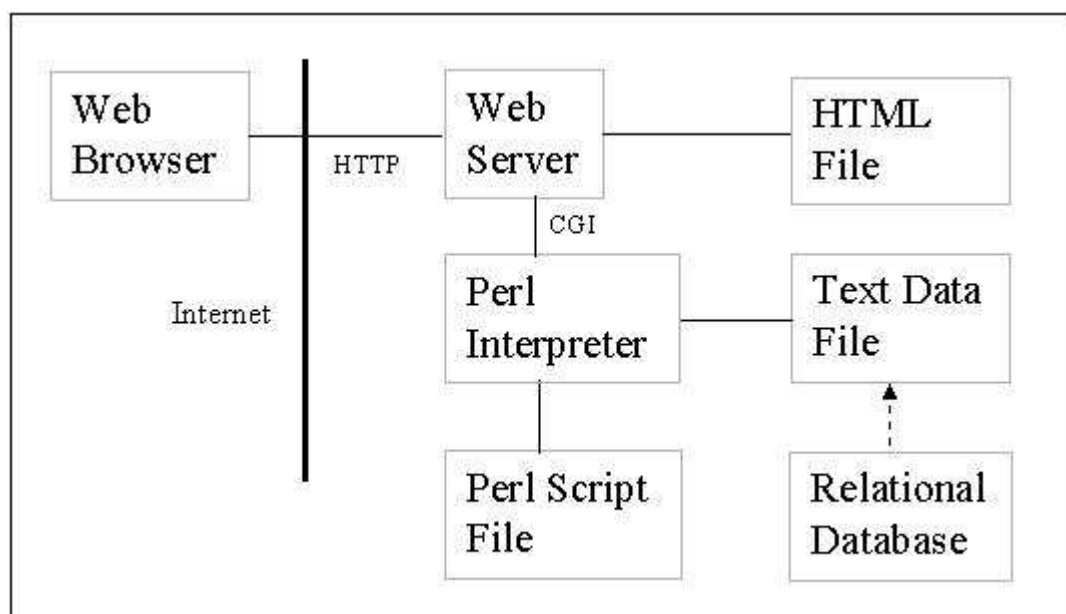 Web
Browser
HTTP
Web
Server
HTML
File
CGI
Internet
Perl
Interpreter
Text Data
File
Perl Script
File
Relational
Database